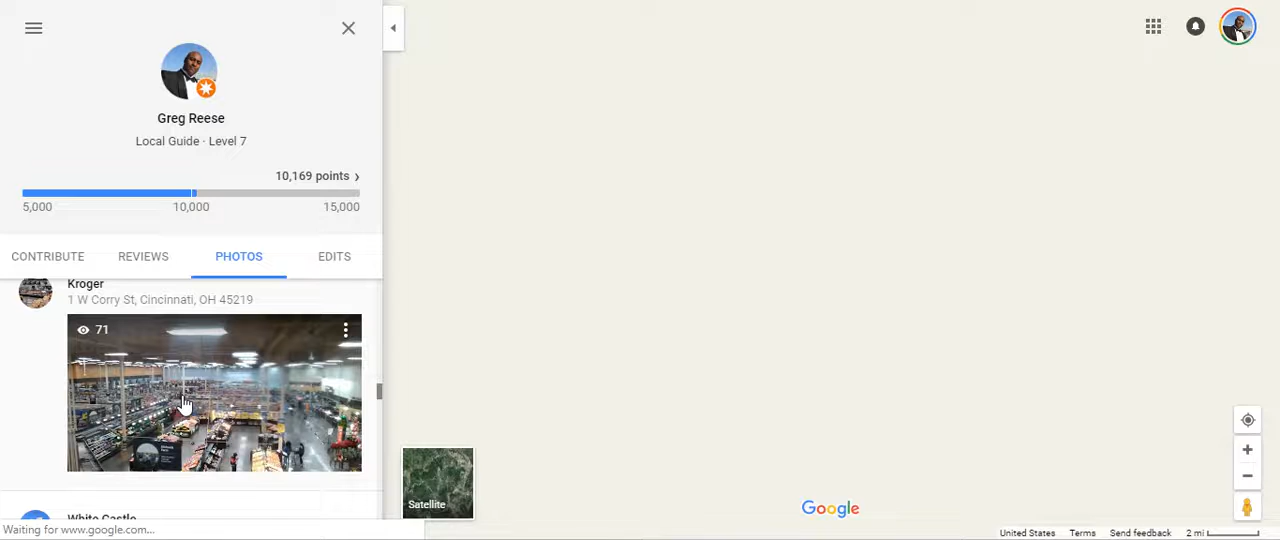 Greg Reese
Local Guide · Level 7
10,169 points ›
5,000 10,000 15,000
CONTRIBUTE REVIEWS PHOTOS EDITS
Kroger
1 W Corry St, Cincinnati, OH 45219
71
White Castle
Waiting for www.google.com...
Satellite
Google
United States Terms Send feedback 2 mi